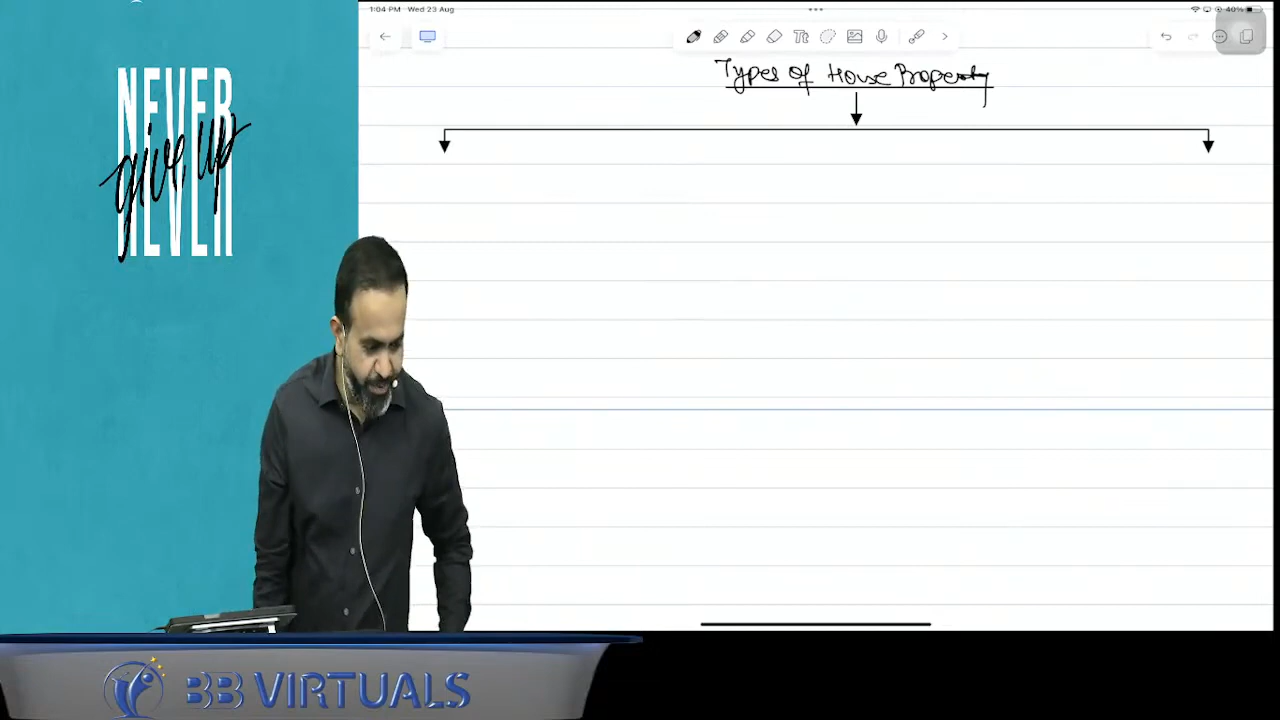 1:04 PM Wed 23 Aug
40%
Types of House Property
NEVER
give up
NEVER
BB VIRTUALS